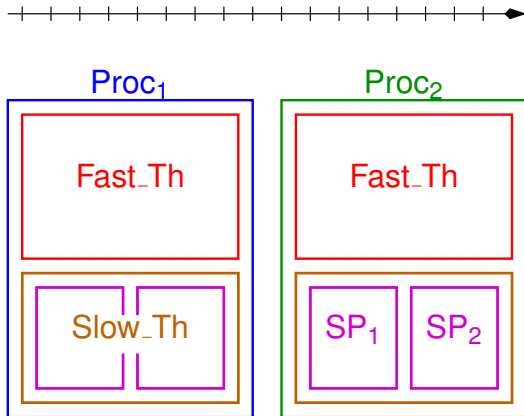 Proc₁ Proc₂
Fast_Th Fast_Th
Slow_Th SP₁ SP₂